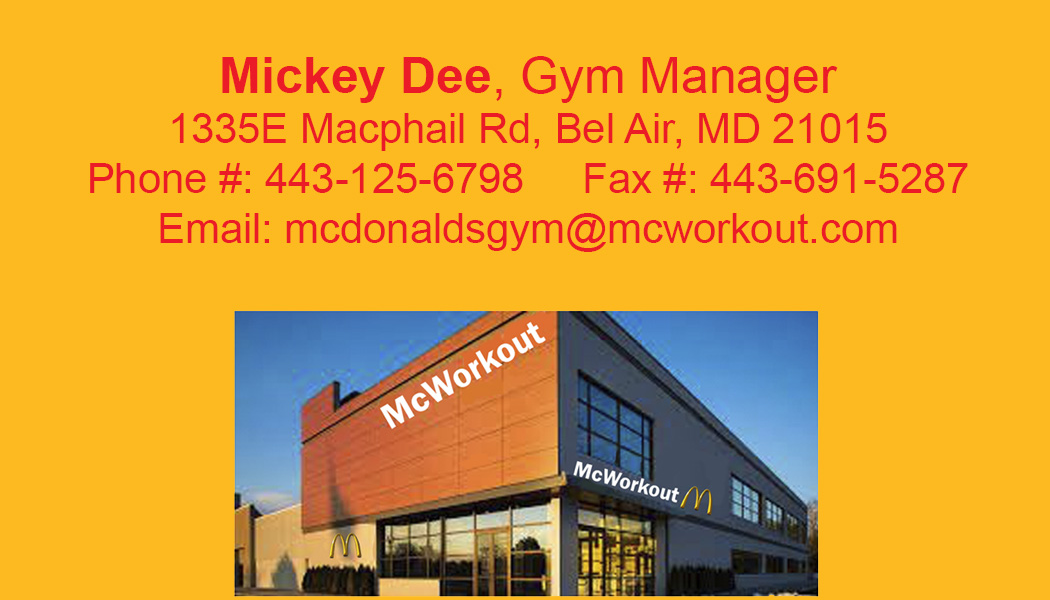 Mickey Dee, Gym Manager
1335E Macphail Rd, Bel Air, MD 21015
Phone #: 443-125-6798 Fax #: 443-691-5287
Email: mcdonaldsgym@mcworkout.com
McWorkout
McWorkout